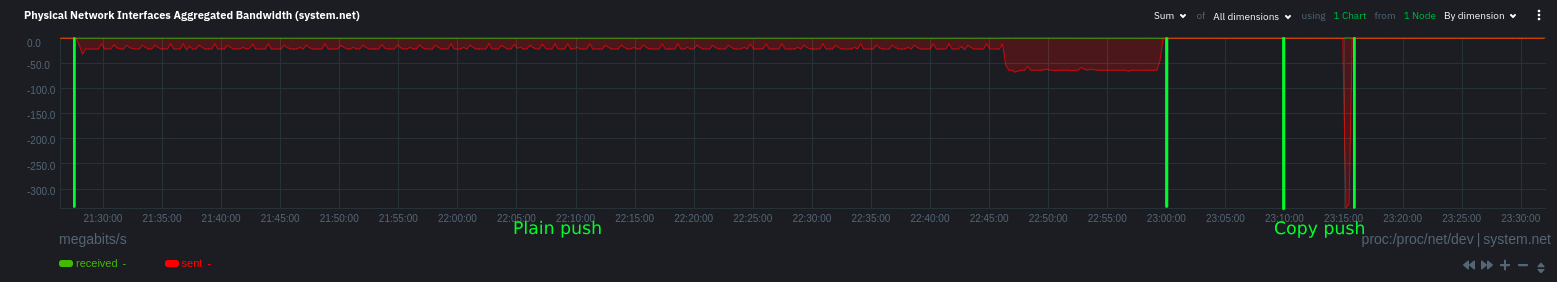 Physical Network Interfaces Aggregated Bandwidth (system.net)
Sum of All dimensions using 1 Chart from 1 Node By dimension
0.0
-50.0
-100.0
-150.0
-200.0
-250.0
-300.0
21:30:00 21:35:00 21:40:00 21:45:00 21:50:00 21:55:00 22:00:00 22:05:00 22:10:00 22:15:00 22:20:00 22:25:00 22:30:00 22:35:00 22:40:00 22:45:00 22:50:00 22:55:00 23:00:00 23:05:00 23:10:00 23:15:00 23:20:00 23:25:00 23:30:00
Plain push
Copy push
megabits/s
proc:/proc/net/dev | system.net
received -
sent -